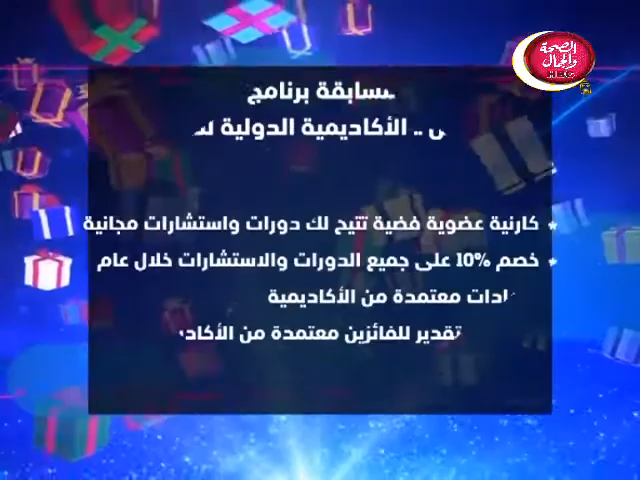 الصحة
والجمال
مسابقة برنامج
.. الأكاديمية الدولية
* كارنية عضوية فضية تتيح لك دورات واستشارات مجانية
* خصم 10% على جميع الدورات والاستشارات خلال عام
معتمدة من الأكاديمية
تقدير للفائزين معتمدة من